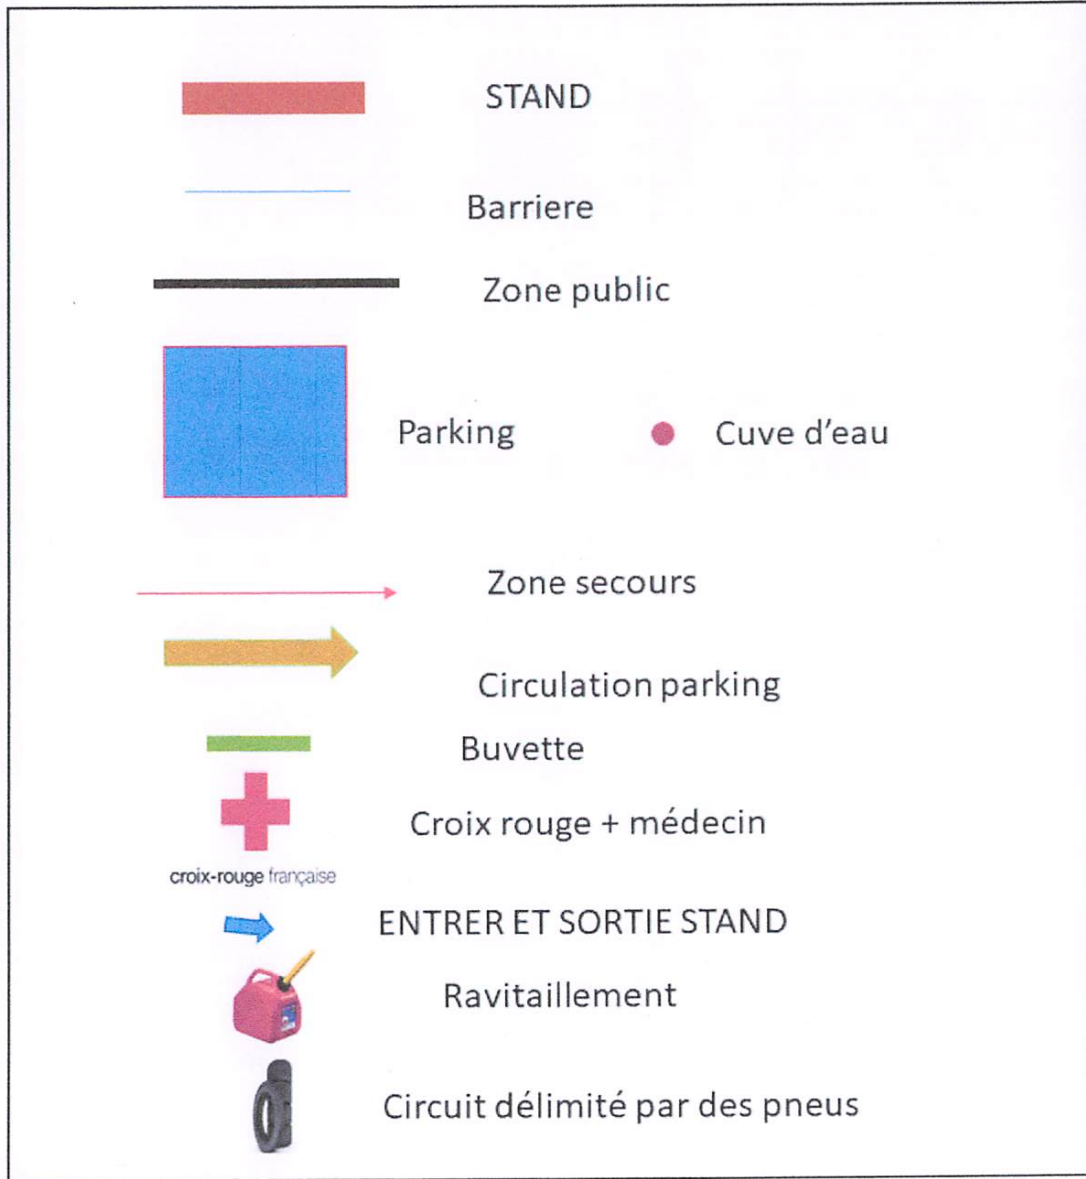 STAND
Barriere
Zone public
Parking
Cuve d'eau
Zone secours
Circulation parking
Buvette
Croix rouge + médecin
croix-rouge française
ENTRER ET SORTIE STAND
Ravitaillement
Circuit délimité par des pneus